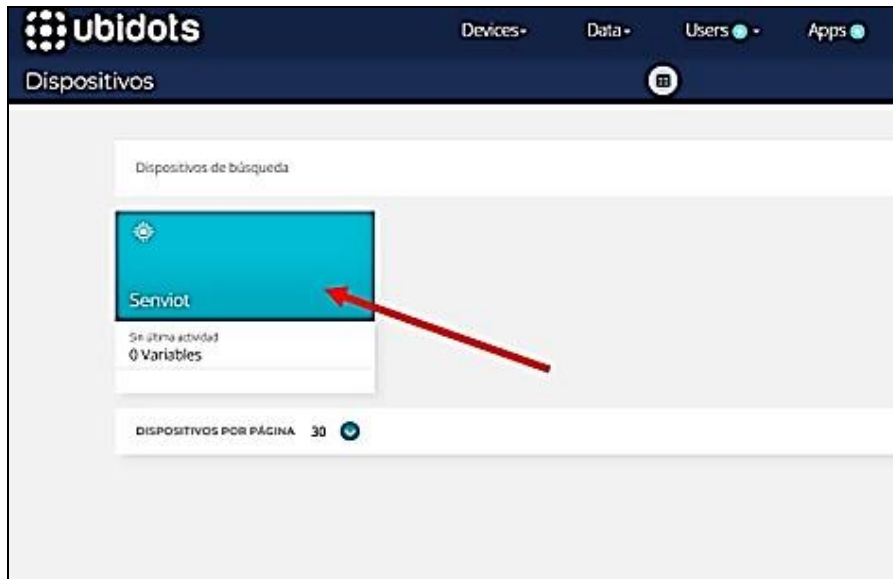 ubidots
Devices Data Users Apps
Dispositivos
Dispositivos de búsqueda
Senviot
Sin última actividad
0 Variables
DISPOSITIVOS POR PÁGINA 30